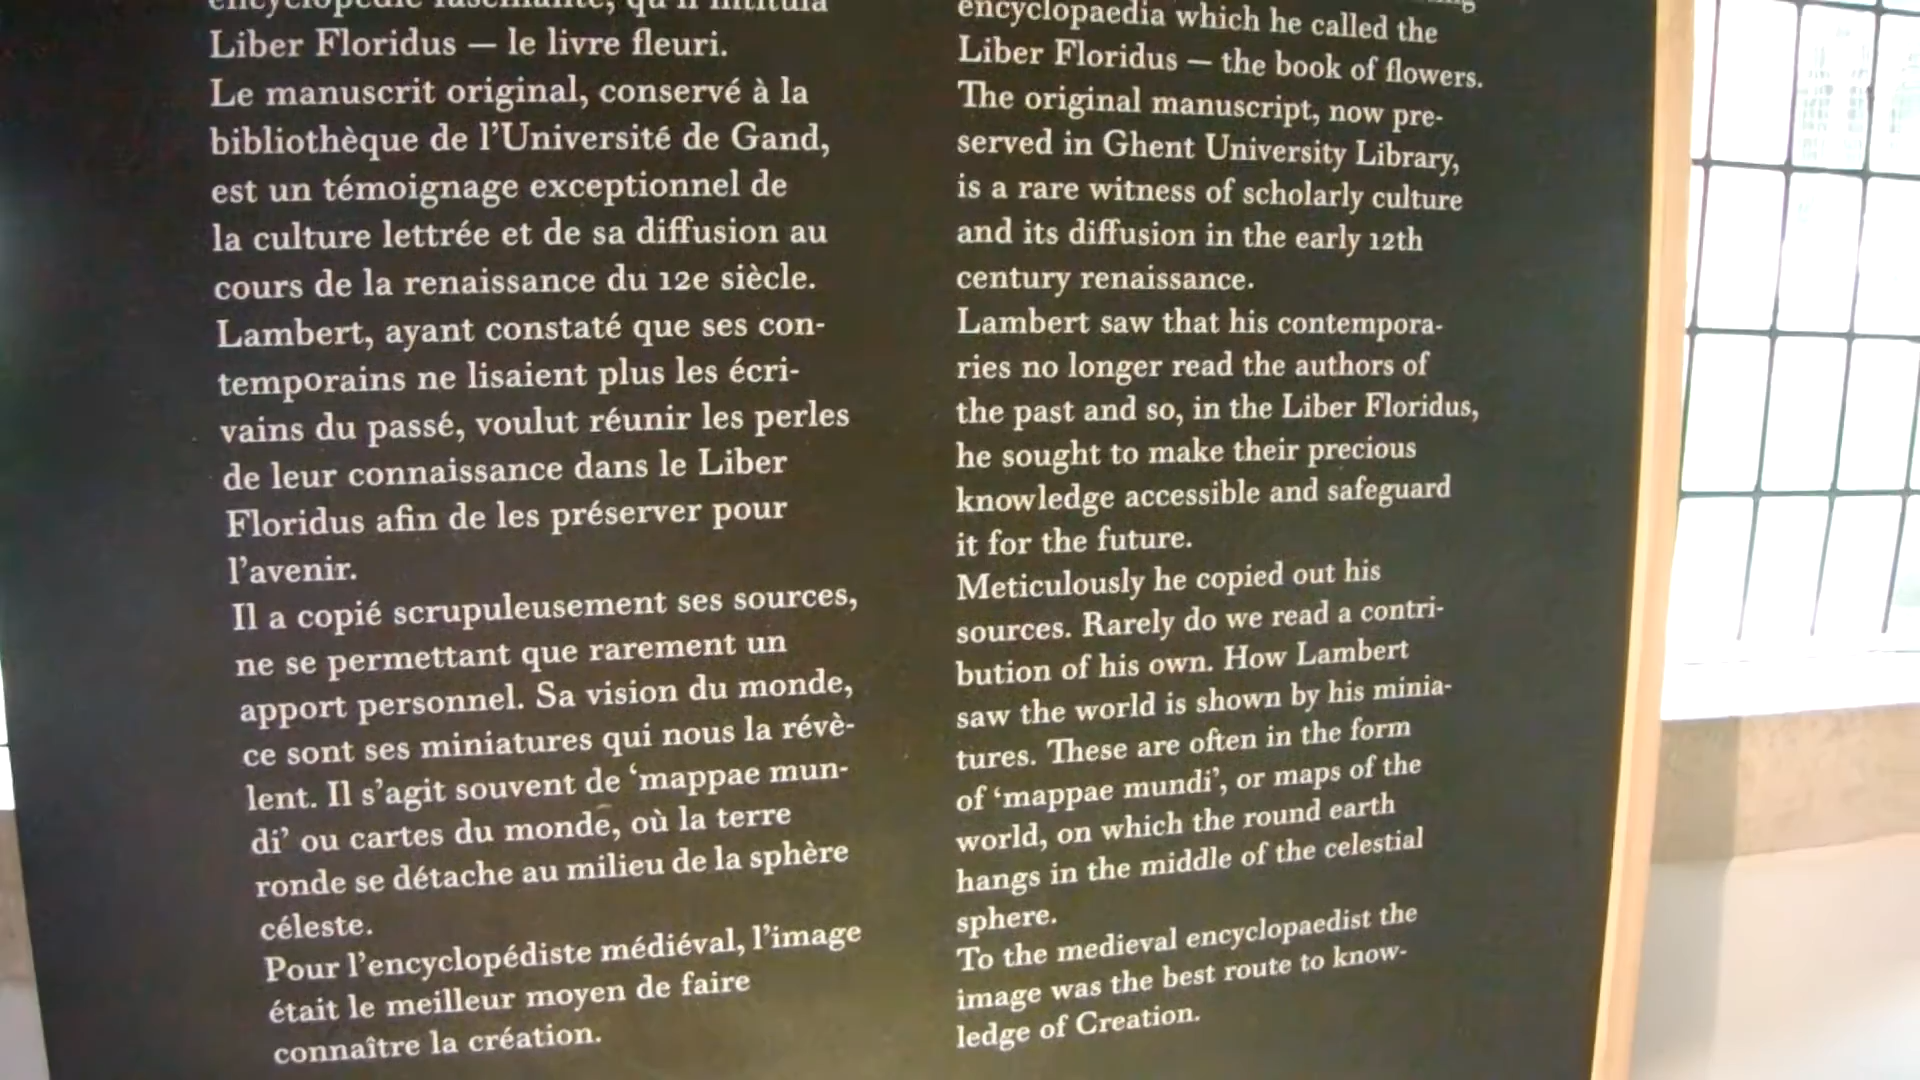 encyclopédie fascinante, qu'il intitula
Liber Floridus — le livre fleuri.
Le manuscrit original, conservé à la
bibliothèque de l'Université de Gand,
est un témoignage exceptionnel de
la culture lettrée et de sa diffusion au
cours de la renaissance du 12e siècle.
Lambert, ayant constaté que ses con-
temporains ne lisaient plus les écri-
vains du passé, voulut réunir les perles
de leur connaissance dans le Liber
Floridus afin de les préserver pour
l'avenir.
Il a copié scrupuleusement ses sources,
ne se permettant que rarement un
apport personnel. Sa vision du monde,
ce sont ses miniatures qui nous la révè-
lent. Il s'agit souvent de ‘mappae mun-
di’ ou cartes du monde, où la terre
ronde se détache au milieu de la sphère
céleste.
Pour l'encyclopédiste médiéval, l'image
était le meilleur moyen de faire
connaître la création.
encyclopaedia which he called the
Liber Floridus — the book of flowers.
The original manuscript, now pre-
served in Ghent University Library,
is a rare witness of scholarly culture
and its diffusion in the early 12th
century renaissance.
Lambert saw that his contempora-
ries no longer read the authors of
the past and so, in the Liber Floridus,
he sought to make their precious
knowledge accessible and safeguard
it for the future.
Meticulously he copied out his
sources. Rarely do we read a contri-
bution of his own. How Lambert
saw the world is shown by his minia-
tures. These are often in the form
of ‘mappae mundi’, or maps of the
world, on which the round earth
hangs in the middle of the celestial
sphere.
To the medieval encyclopaedist the
image was the best route to know-
ledge of Creation.